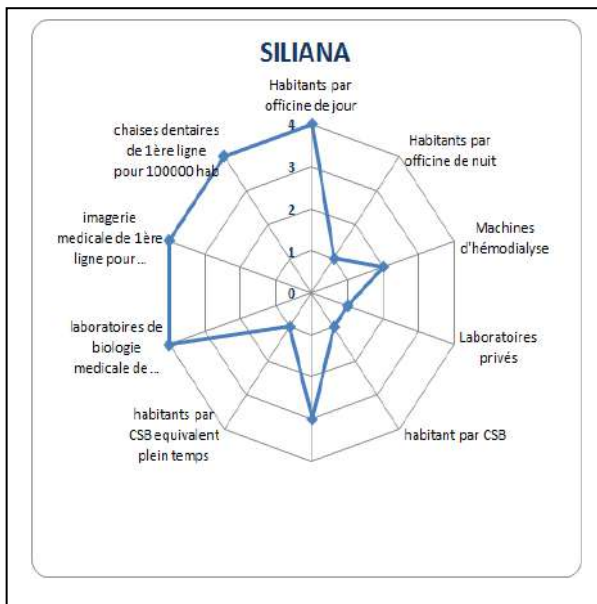 SILIANA
Habitants par
officine de jour
Habitants par
officine de nuit
Machines
d'hémodialyse
Laboratoires
privés
habitant par CSB
habitants par
CSB equivalent
plein temps
laboratoires de
biologie
medicale de ...
imagerie
medicale de 1ère
ligne pour...
chaises dentaires
de 1ère ligne
pour 100000 hab
4
3
2
1
0